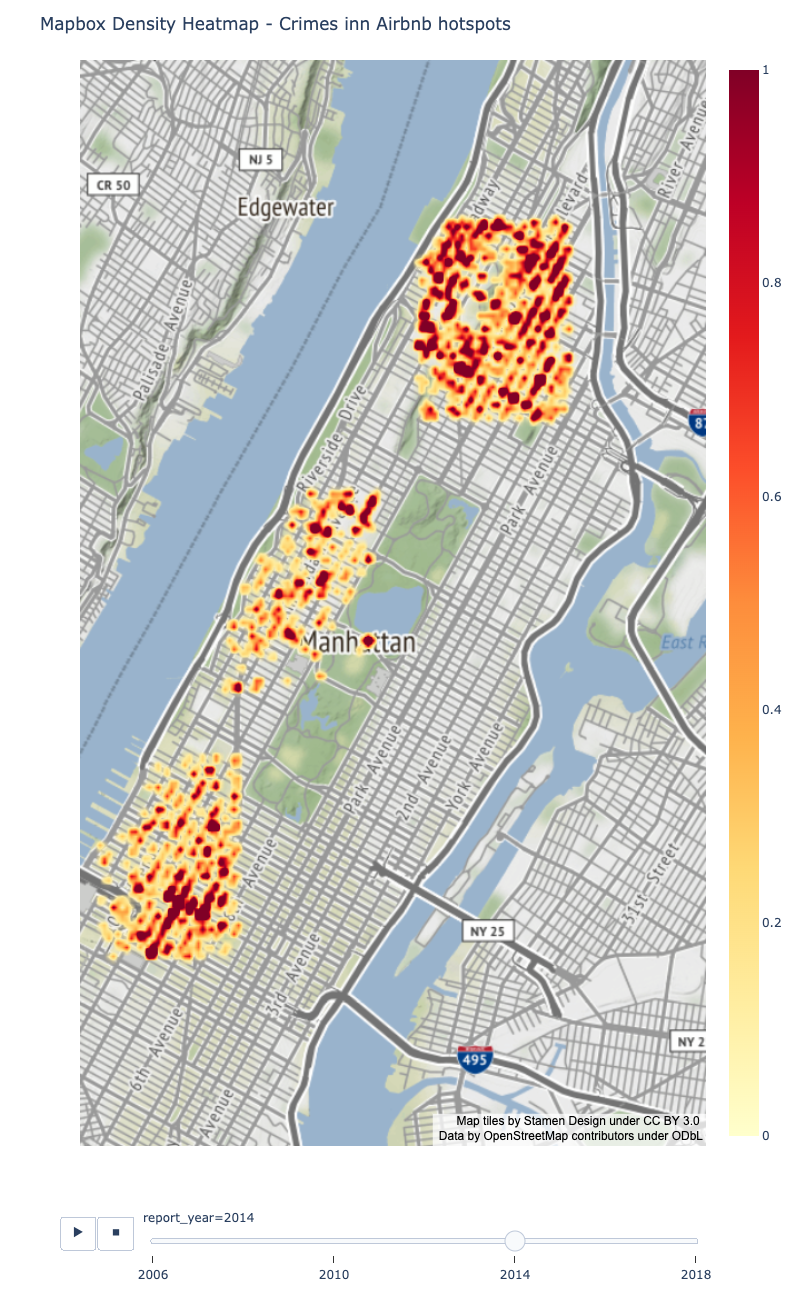 Mapbox Density Heatmap - Crimes inn Airbnb hotspots
1
NJ 5
CR 50
Edgewater
River Avenue
0.8
Palisade Avenue
87
Riverside Drive
Park Avenue
0.6
Manhattan
East R
0.4
Park Avenue
2nd Avenue
York Avenue
31st Street
NY 25
0.2
3rd Avenue
NY 2
495
6th Avenue
Avenue
Map tiles by Stamen Design under CC BY 3.0
Data by OpenStreetMap contributors under ODbL
0
report_year=2014
2006
2010
2014
2018